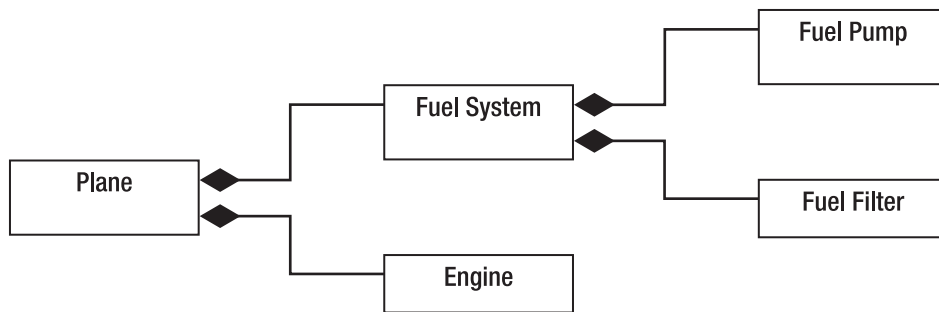 Fuel Pump
Fuel System
Plane
Fuel Filter
Engine